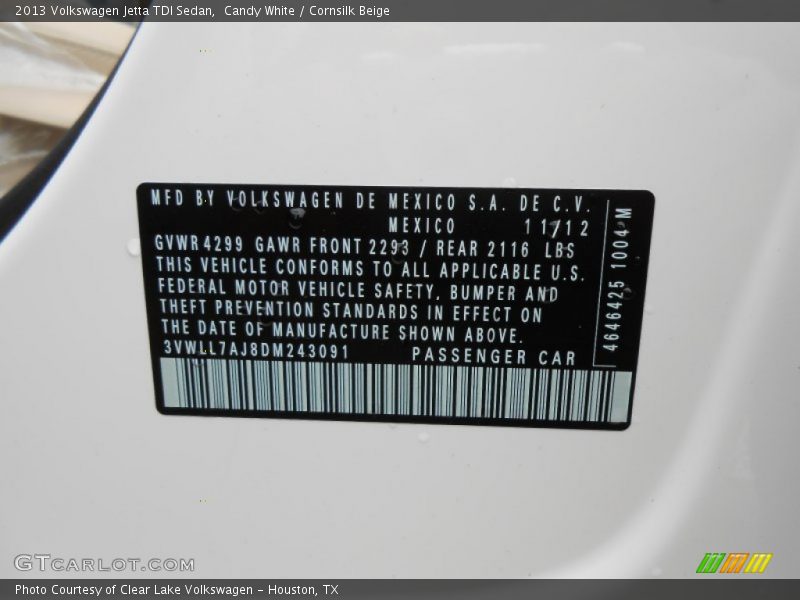 2013 Volkswagen Jetta TDI Sedan,  Candy White / Cornsilk Beige
MFD BY VOLKSWAGEN DE MEXICO S.A. DE C.V.
MEXICO 11/12
GVWR 4299 GAWR FRONT 2293 / REAR 2116 LBS
THIS VEHICLE CONFORMS TO ALL APPLICABLE U.S.
FEDERAL MOTOR VEHICLE SAFETY, BUMPER AND
THEFT PREVENTION STANDARDS IN EFFECT ON
THE DATE OF MANUFACTURE SHOWN ABOVE.
3VWLL7AJ8DM243091 PASSENGER CAR
4646425 1004 M
GTCARLOT.COM
Photo Courtesy of Clear Lake Volkswagen – Houston, TX